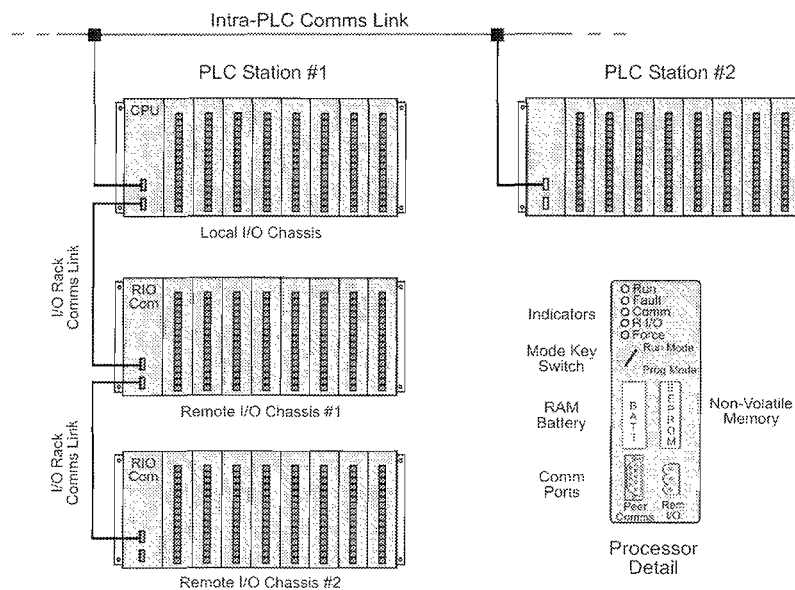 Intra-PLC Comms Link
PLC Station #1
PLC Station #2
CPU
Local I/O Chassis
I/O Rack
Comms Link
RIO
Com
Remote I/O Chassis #1
I/O Rack
Comms Link
RIO
Com
Remote I/O Chassis #2
Indicators
Run
Fault
Comm
R I/O
Force
Mode Key
Switch
Run Mode
Prog Mode
RAM
Battery
BATT
EEPROM
Non-Volatile
Memory
Comm
Ports
Peer
Comms
Rem
I/O
Processor
Detail